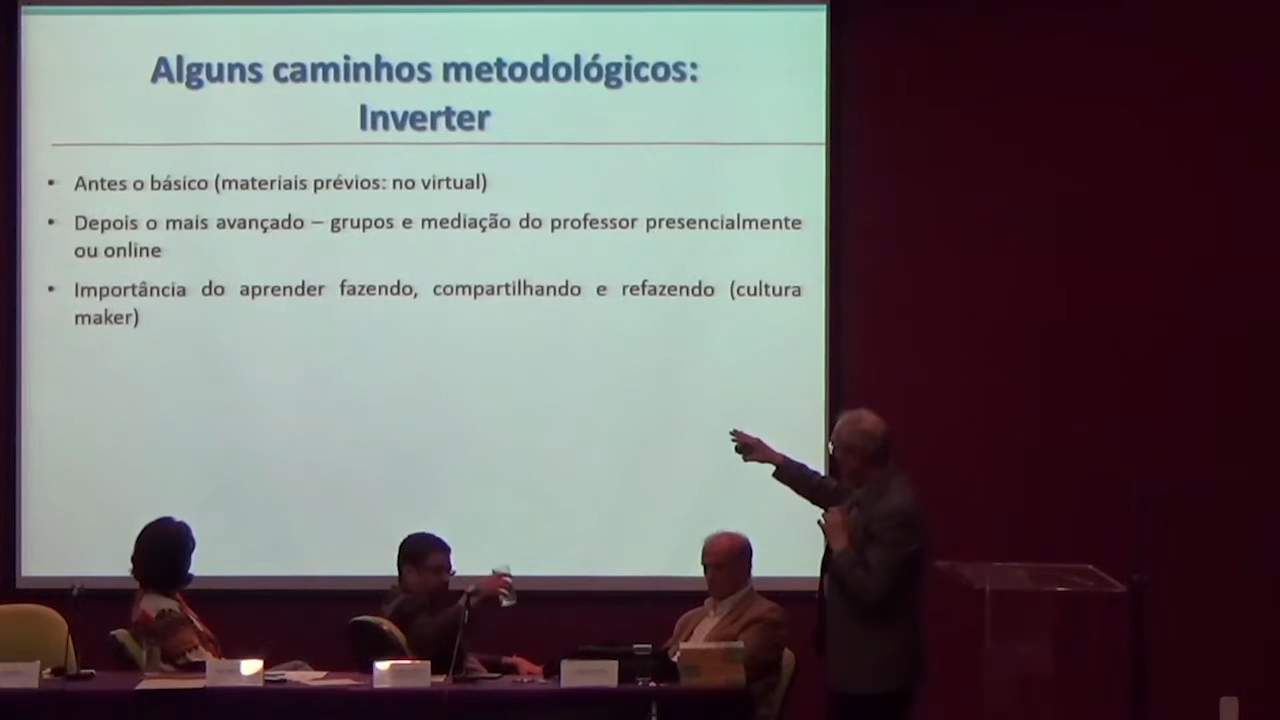 Alguns caminhos metodológicos:
Inverter
• Antes o básico (materiais prévios: no virtual)
• Depois o mais avançado – grupos e mediação do professor presencialmente
ou online
• Importância do aprender fazendo, compartilhando e refazendo (cultura
maker)